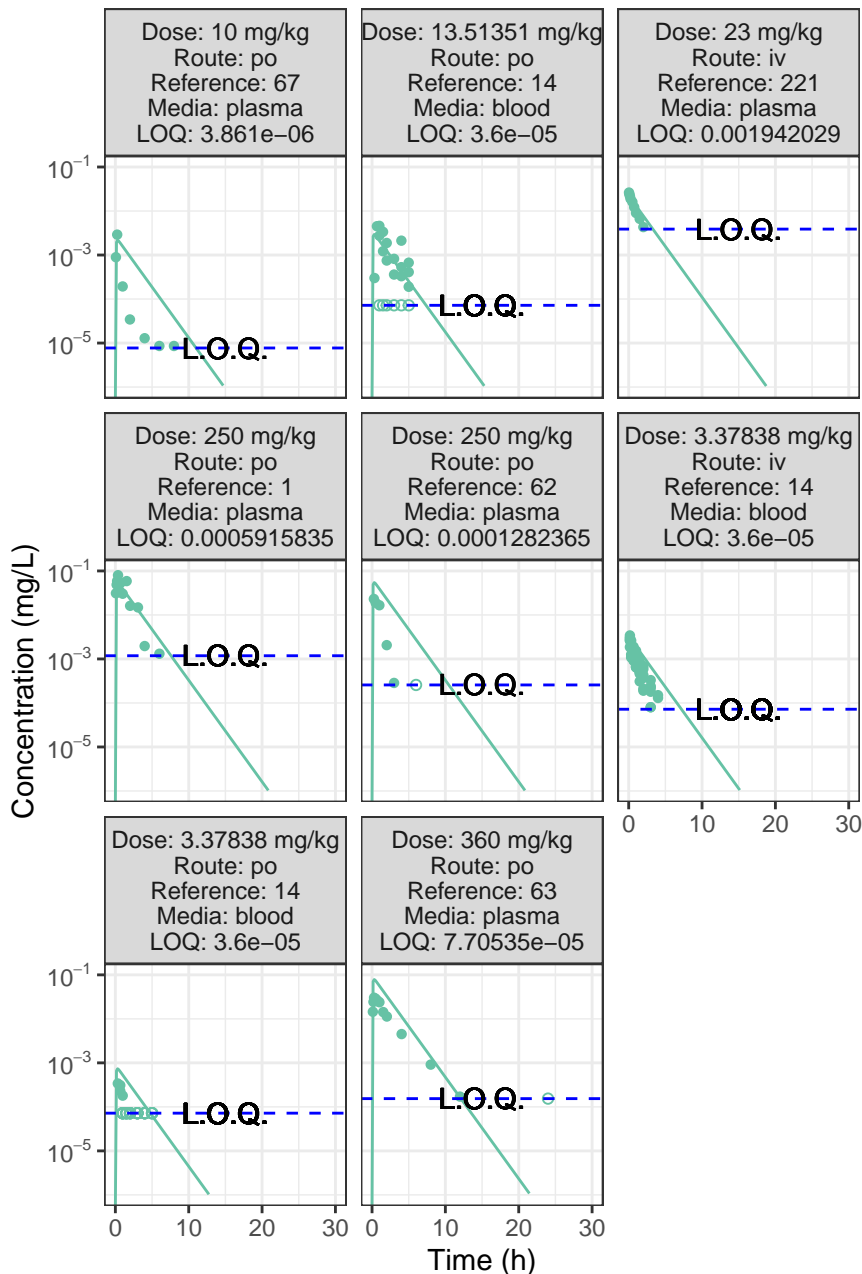 Dose: 10 mg/kg
Route: po
Reference: 67
Media: plasma
LOQ: 3.861e−06
Dose: 13.51351 mg/kg
Route: po
Reference: 14
Media: blood
LOQ: 3.6e−05
Dose: 23 mg/kg
Route: iv
Reference: 221
Media: plasma
LOQ: 0.001942029
10−1
10−3
10−5
L.O.Q.
L.O.Q.
L.O.Q.
Dose: 250 mg/kg
Route: po
Reference: 1
Media: plasma
LOQ: 0.0005915835
Dose: 250 mg/kg
Route: po
Reference: 62
Media: plasma
LOQ: 0.0001282365
Dose: 3.37838 mg/kg
Route: iv
Reference: 14
Media: blood
LOQ: 3.6e−05
10−1
10−3
10−5
L.O.Q.
L.O.Q.
L.O.Q.
0 10 20 30
Concentration (mg/L)
Dose: 3.37838 mg/kg
Route: po
Reference: 14
Media: blood
LOQ: 3.6e−05
Dose: 360 mg/kg
Route: po
Reference: 63
Media: plasma
LOQ: 7.70535e−05
10−1
10−3
10−5
L.O.Q.
L.O.Q.
0 10 20 30
0 10 20 30
Time (h)